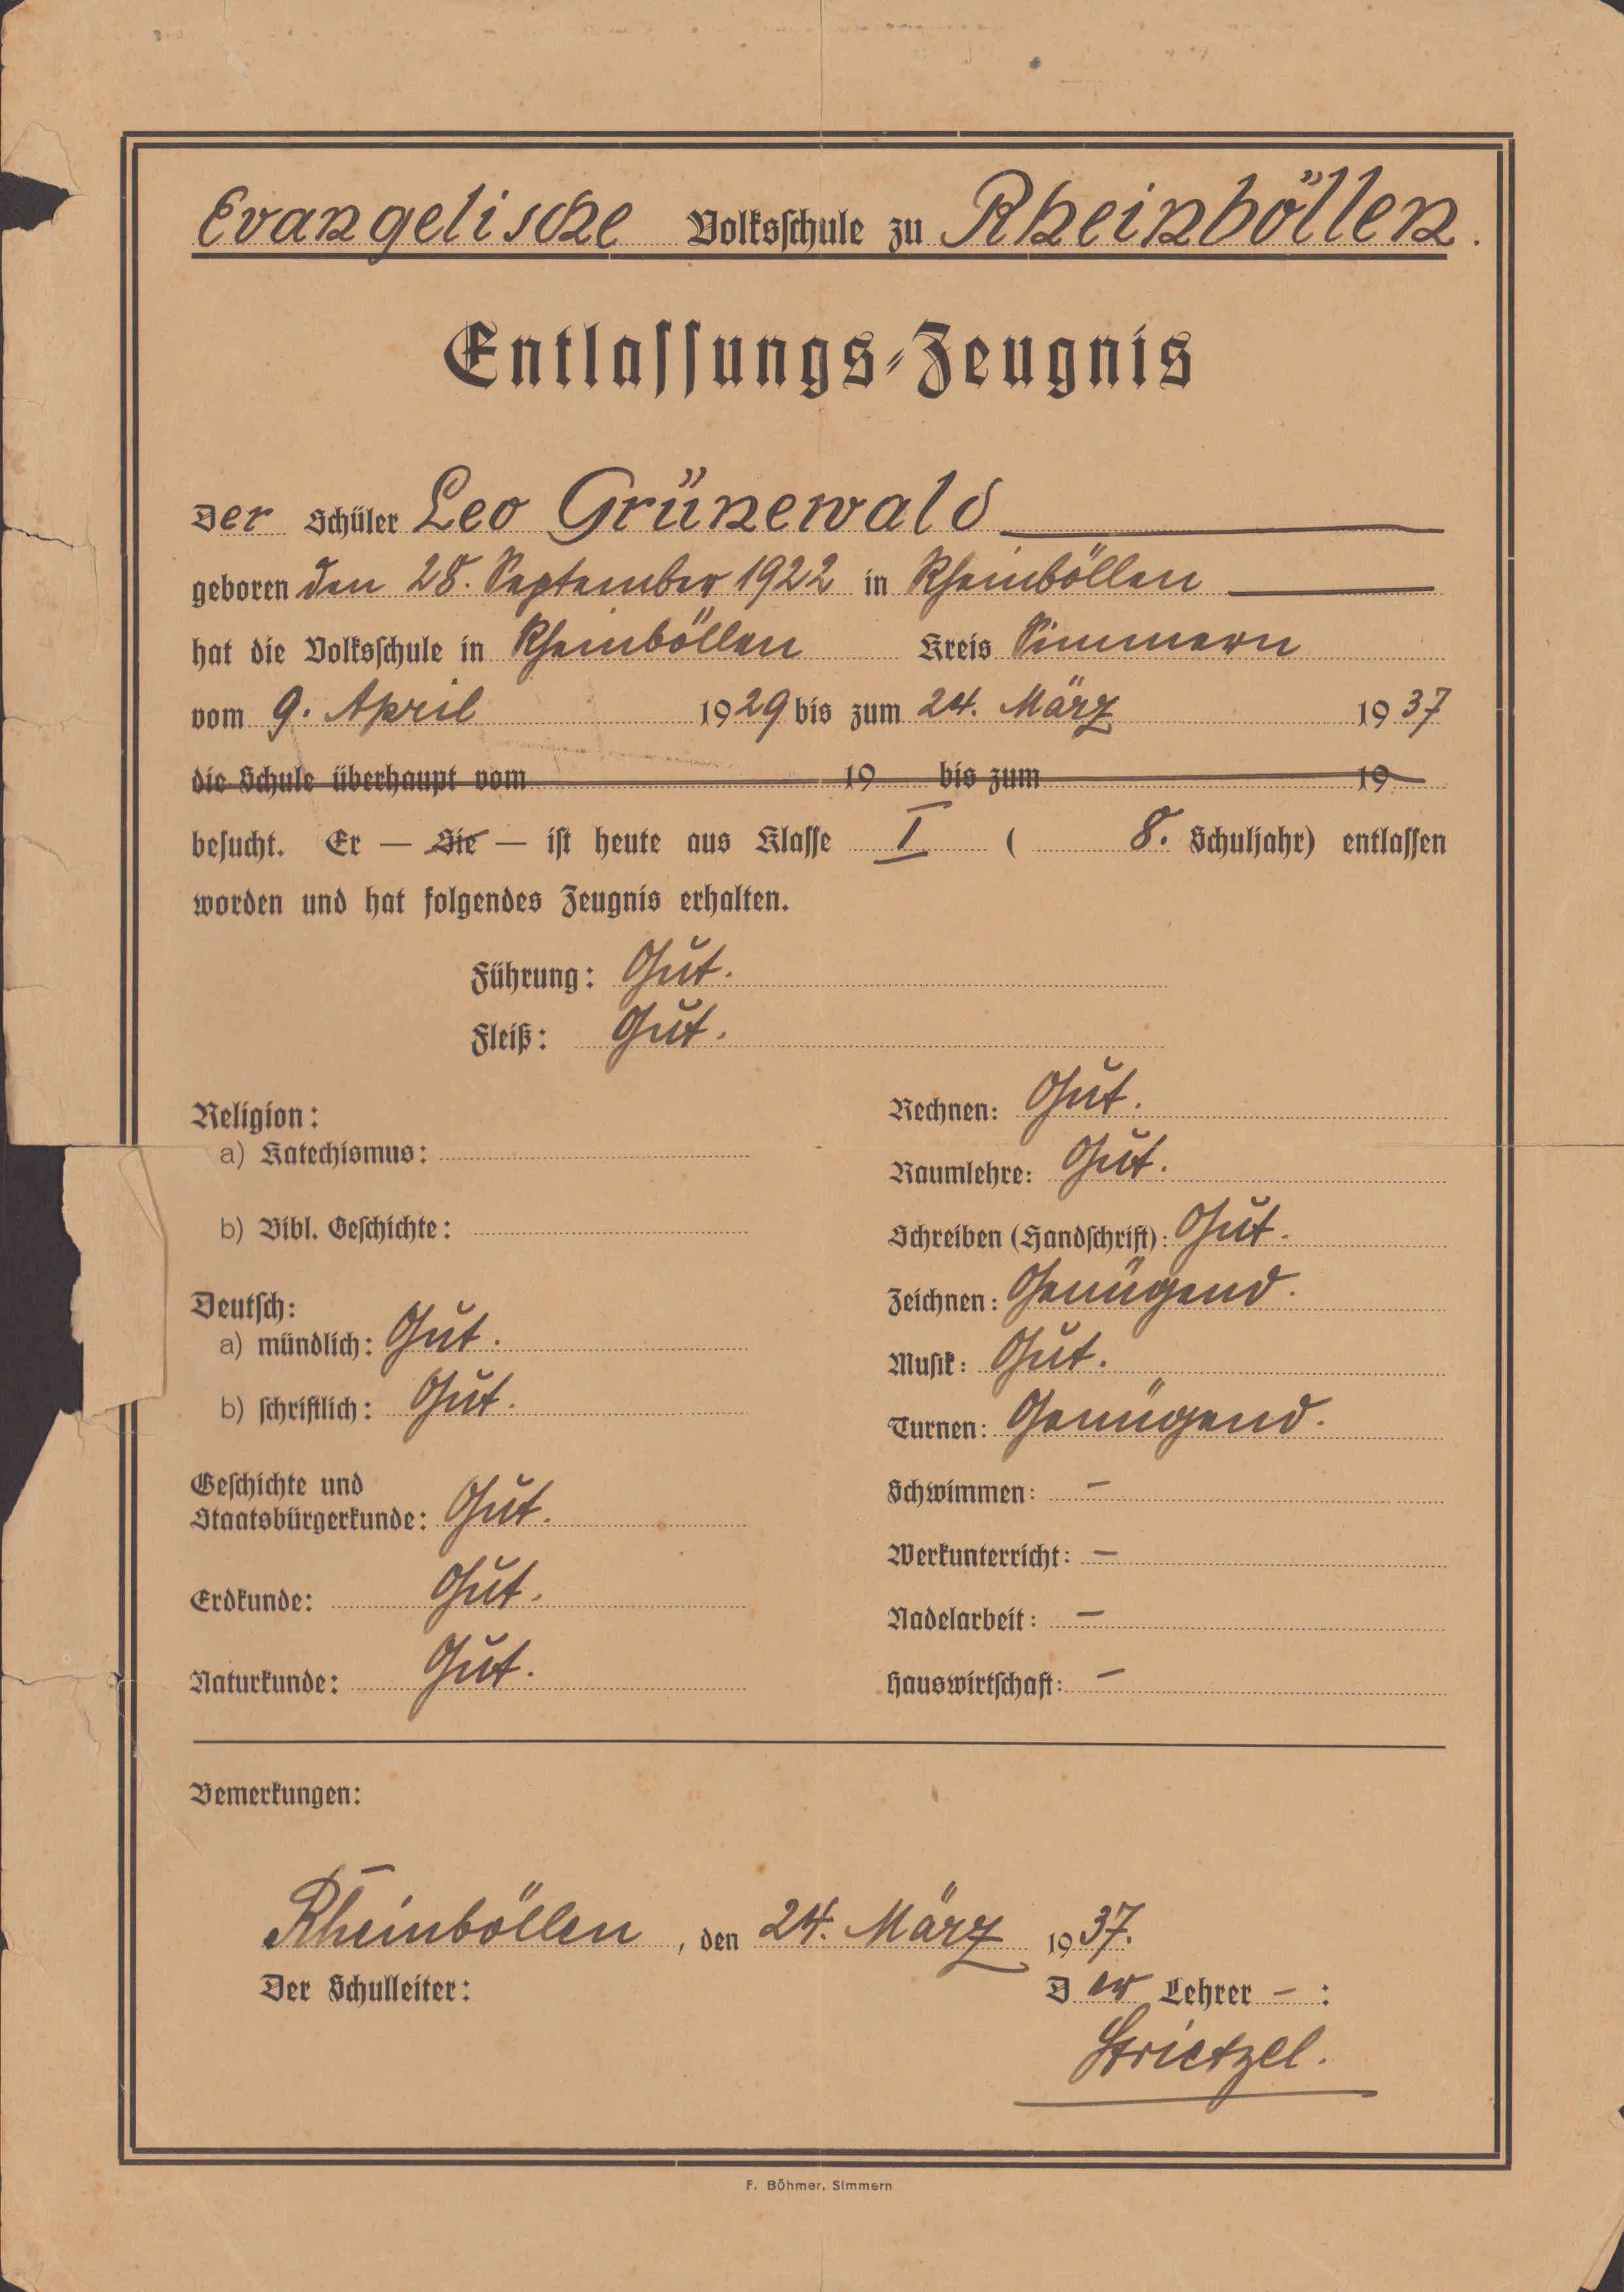 Evangelische Volksschule zu Rheinböllen.
Entlassungs-Zeugnis
Der Schüler Leo Grünewald
geboren den 28. September 1922 in Rheinböllen
hat die Volksschule in Rheinböllen Kreis Simmern
vom 9. April 1929 bis zum 24. März 1937
die Schule überhaupt vom 19 bis zum 19
besucht. Er — Sie — ist heute aus Klasse I ( 8. Schuljahr) entlassen
worden und hat folgendes Zeugnis erhalten.
Führung: Gut.
Fleiß: Gut.
Religion:
a) Katechismus:
b) Bibl. Geschichte:
Deutsch:
a) mündlich: Gut.
b) schriftlich: Gut.
Geschichte und
Staatsbürgerkunde: Gut.
Erdkunde: Gut.
Naturkunde: Gut.
Rechnen: Gut.
Raumlehre: Gut.
Schreiben (Handschrift): Gut.
Zeichnen: Genügend.
Musik: Gut.
Turnen: Genügend.
Schwimmen: —
Werkunterricht: —
Nadelarbeit: —
Hauswirtschaft: —
Bemerkungen:
Rheinböllen, den 24. März 1937.
Der Schulleiter:
Der Lehrer — :
Strietzel.
F. Böhmer, Simmern